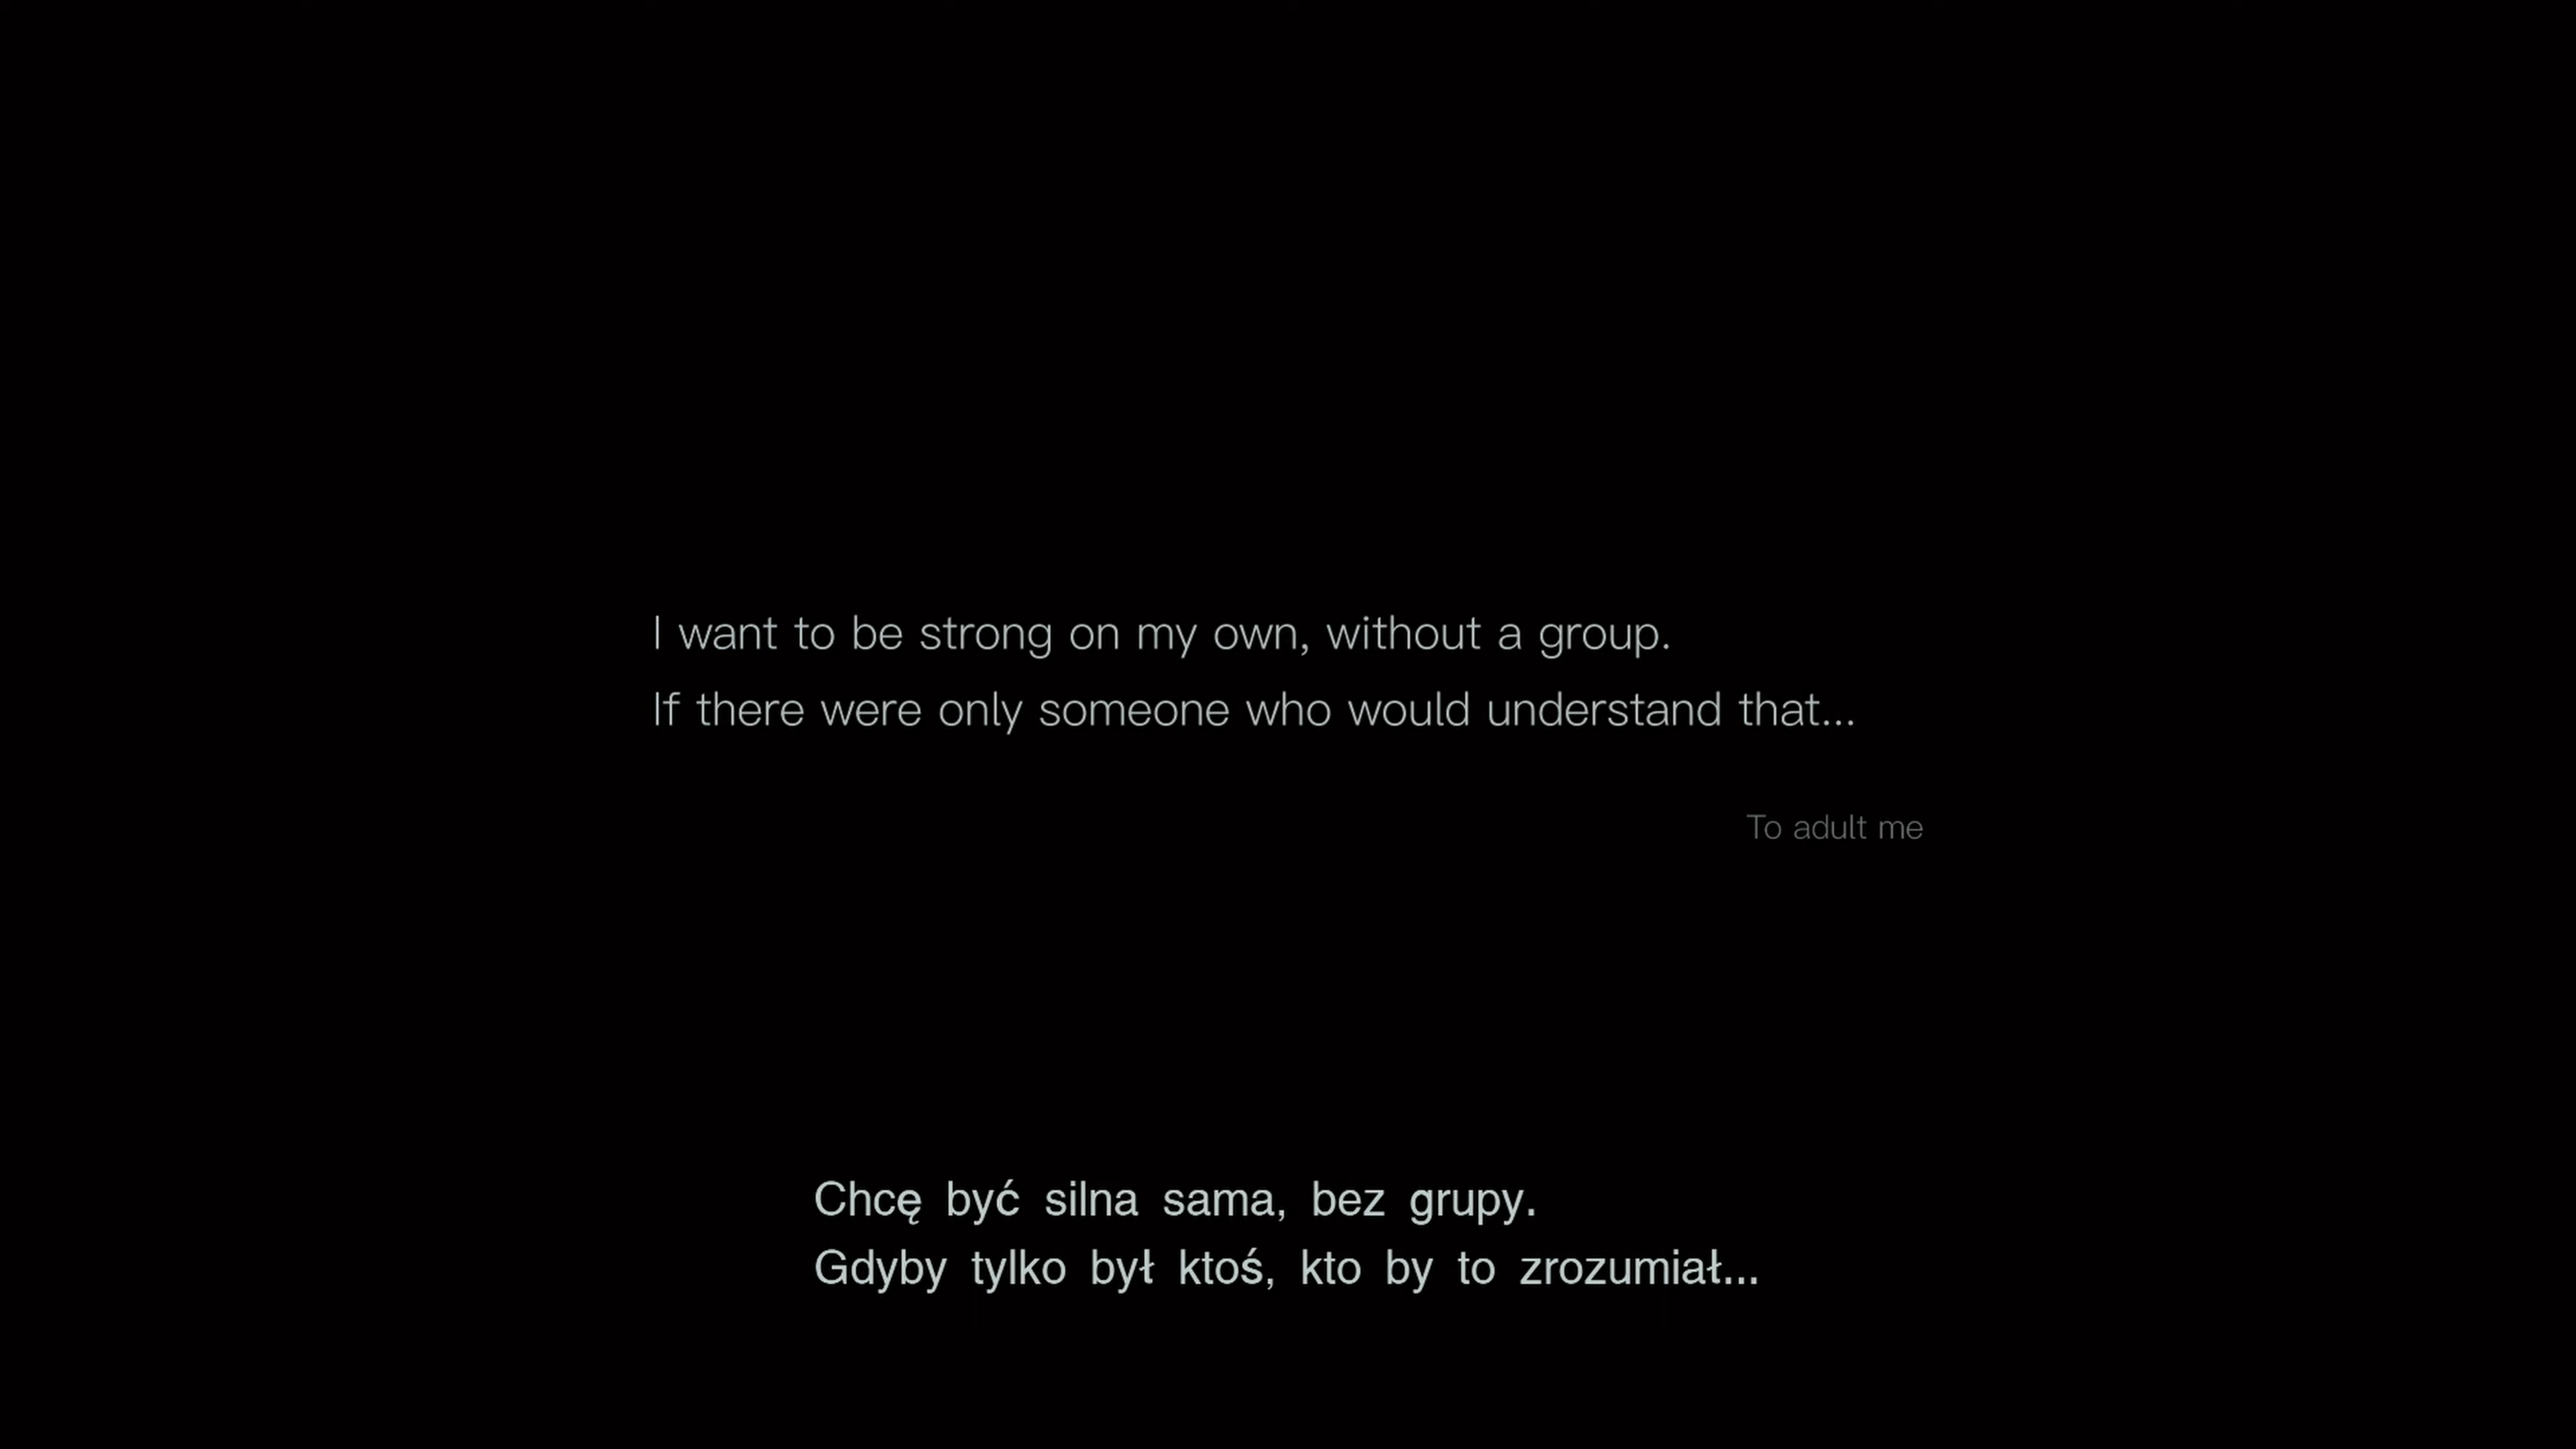 I want to be strong on my own, without a group.
If there were only someone who would understand that...
To adult me
Chcę być silna sama, bez grupy.
Gdyby tylko był ktoś, kto by to zrozumiał...